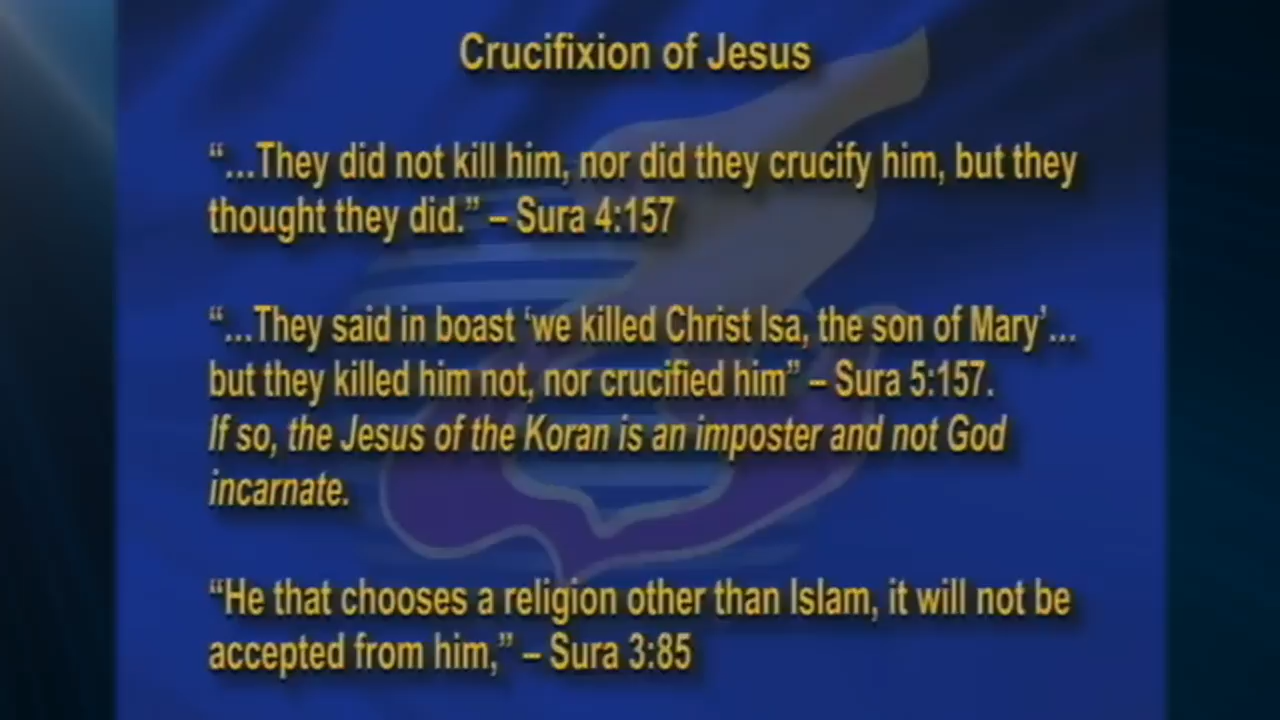 Crucifixion of Jesus
“...They did not kill him, nor did they crucify him, but they
thought they did.” – Sura 4:157
“...They said in boast ‘we killed Christ Isa, the son of Mary’...
but they killed him not, nor crucified him” – Sura 5:157.
If so, the Jesus of the Koran is an imposter and not God
incarnate.
“He that chooses a religion other than Islam, it will not be
accepted from him,” – Sura 3:85